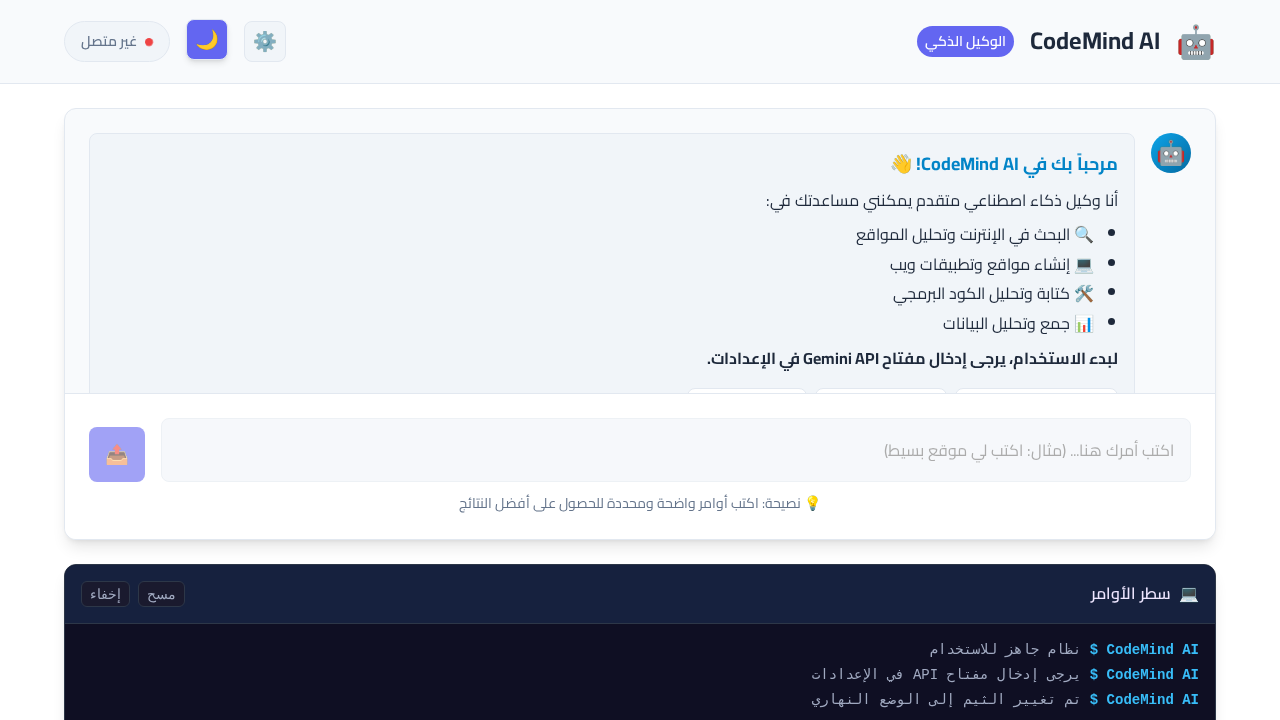 🤖 CodeMind AI الوكيل الذكي
⚙️ 🌙 غير متصل
مرحباً بك في CodeMind AI! 👋
أنا وكيل ذكاء اصطناعي متقدم يمكنني مساعدتك في:
🔍 البحث في الإنترنت وتحليل المواقع
💻 إنشاء مواقع وتطبيقات ويب
🛠️ كتابة وتحليل الكود البرمجي
📊 جمع وتحليل البيانات
لبدء الاستخدام، يرجى إدخال مفتاح Gemini API في الإعدادات.
اكتب أمرك هنا... (مثال: اكتب لي موقع بسيط)
💡 نصيحة: اكتب أوامر واضحة ومحددة للحصول على أفضل النتائج
💻 سطر الأوامر
مسح
إخفاء
CodeMind AI $ نظام جاهز للاستخدام
CodeMind AI $ يرجى إدخال مفتاح API في الإعدادات
CodeMind AI $ تم تغيير الثيم إلى الوضع النهاري